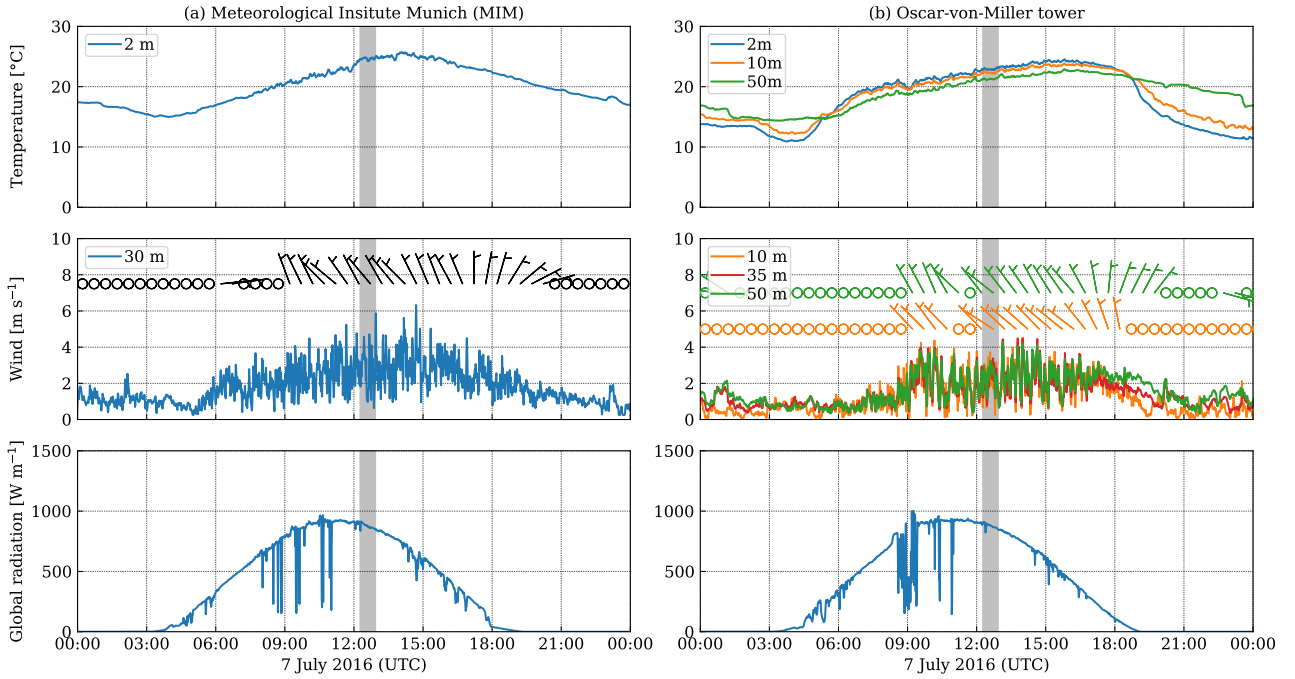 (a) Meteorological Insitute Munich (MIM)
(b) Oscar-von-Miller tower
Temperature [°C]
30
20
10
0
2 m
30
20
10
0
2m
10m
50m
Wind [m s⁻¹]
10
8
6
4
2
0
30 m
10
8
6
4
2
0
10 m
35 m
50 m
Global radiation [W m⁻¹]
1500
1000
500
0
00:00 03:00 06:00 09:00 12:00 15:00 18:00 21:00 00:00
7 July 2016 (UTC)
1500
1000
500
0
00:00 03:00 06:00 09:00 12:00 15:00 18:00 21:00 00:00
7 July 2016 (UTC)